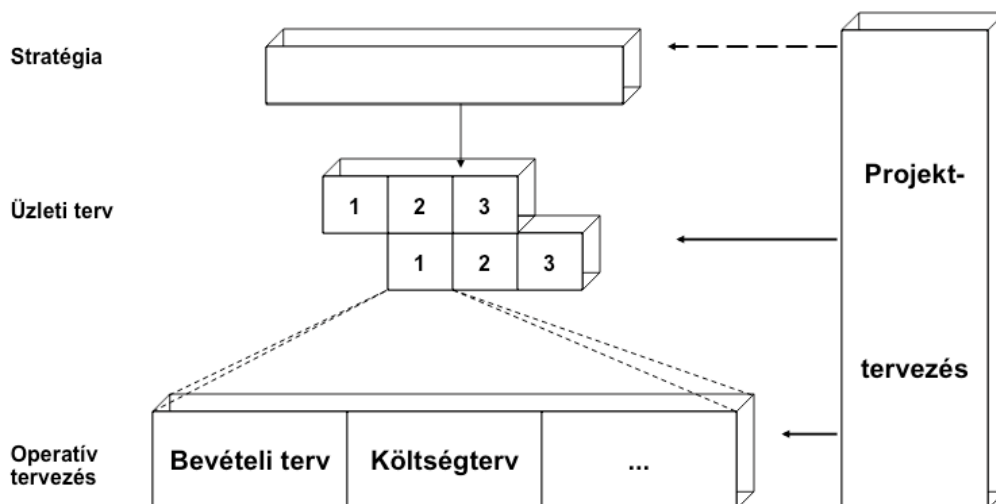 Stratégia
Projekt-
1 2 3
Üzleti terv
1 2 3
tervezés
Operatív
tervezés
Bevételi terv Költségterv ...